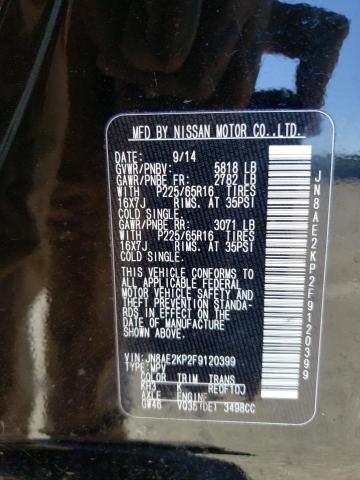 MFD BY NISSAN MOTOR CO.,LTD.
DATE: 9/14
GVWR/PNBV: 5818 LB
GAWR/PNBE FR: 2782 LB
WITH P225/65R16 TIRES
16X7J RIMS. AT 35PSI
COLD SINGLE.
GAWR/PNBE RR: 3071 LB
WITH P225/65R16 TIRES
16X7J RIMS. AT 35PSI
COLD SINGLE.
THIS VEHICLE CONFORMS TO
ALL APPLICABLE FEDERAL
MOTOR VEHICLE SAFETY AND
THEFT PREVENTION STANDA-
RDS IN EFFECT ON THE DATE
OF MANUFACTURE
SHOWN ABOVE.
VIN: JN8AE2KP2F9120399
TYPE: MPV
COLOR TRIM TRANS
KH3 K RE0F10J
AXLE ENGINE
GW46 VQ35(DE) 3498CC
JN8AE2KP2F9120399